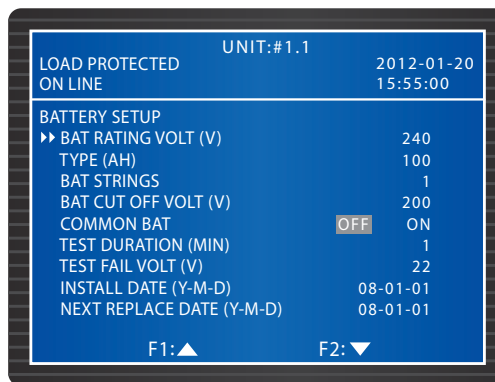 UNIT:#1.1
LOAD PROTECTED 2012-01-20
ON LINE 15:55:00
BATTERY SETUP
BAT RATING VOLT (V) 240
TYPE (AH) 100
BAT STRINGS 1
BAT CUT OFF VOLT (V) 200
COMMON BAT OFF ON
TEST DURATION (MIN) 1
TEST FAIL VOLT (V) 22
INSTALL DATE (Y-M-D) 08-01-01
NEXT REPLACE DATE (Y-M-D) 08-01-01
F1:▲ F2:▼